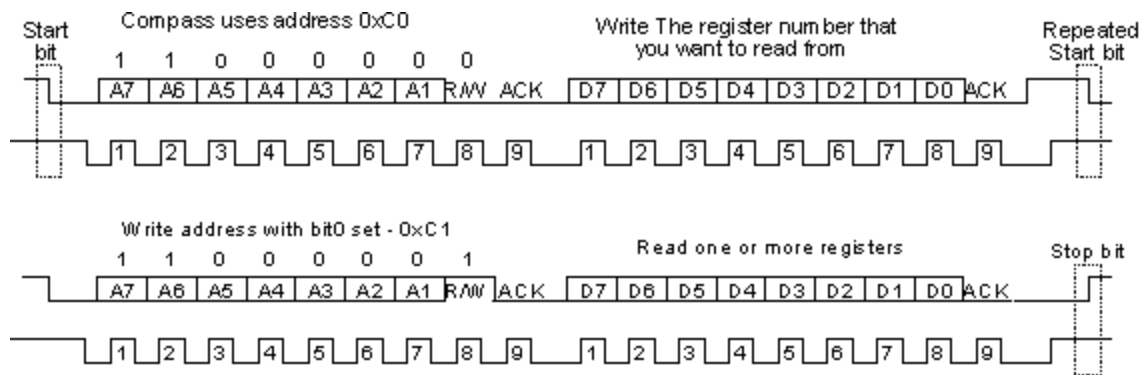 Start bit
Compass uses address 0xC0
Write The register number that
you want to read from
Repeated
Start bit
1 1 0 0 0 0 0 0
A7 A6 A5 A4 A3 A2 A1 R/W ACK D7 D6 D5 D4 D3 D2 D1 D0 ACK
1 2 3 4 5 6 7 8 9 1 2 3 4 5 6 7 8 9
Write address with bit0 set - 0xC1
Read one or more registers
Stop bit
1 1 0 0 0 0 0 1
A7 A6 A5 A4 A3 A2 A1 R/W ACK D7 D6 D5 D4 D3 D2 D1 D0 ACK
1 2 3 4 5 6 7 8 9 1 2 3 4 5 6 7 8 9